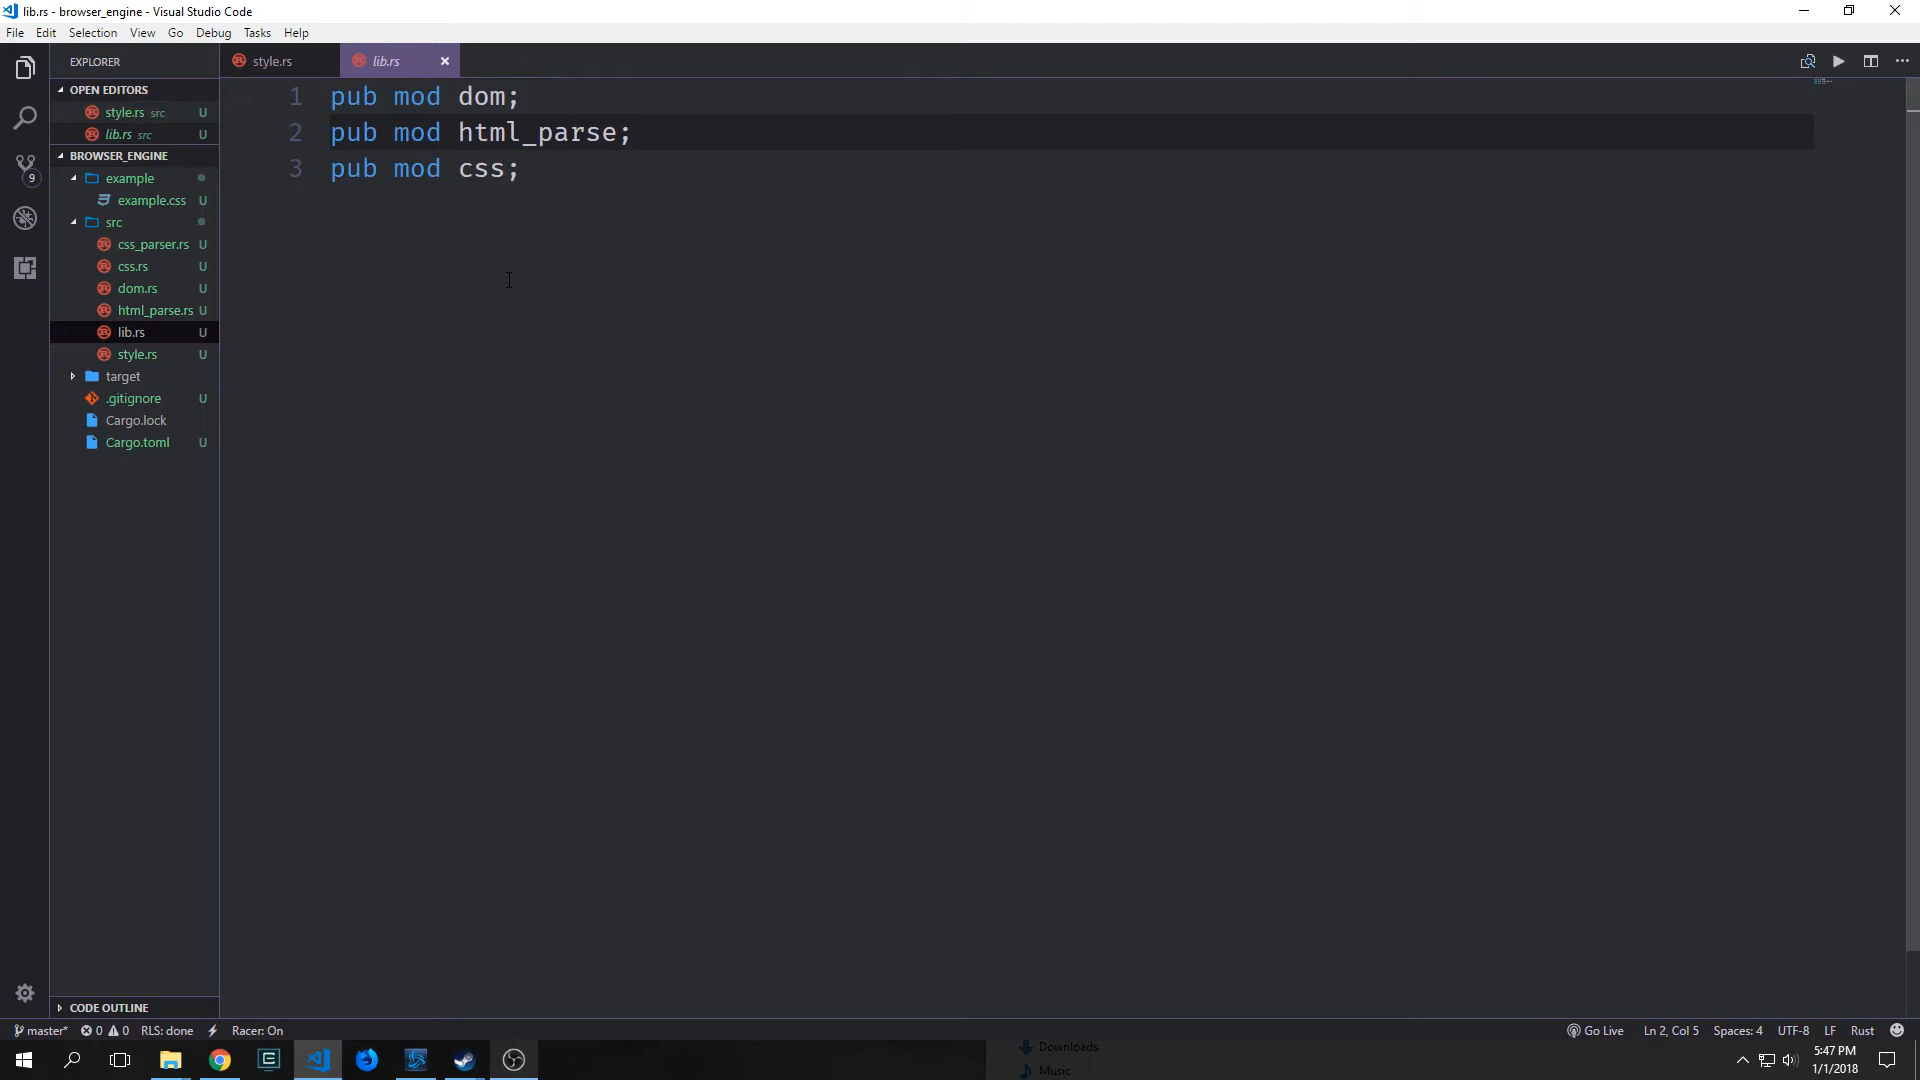 lib.rs - browser_engine - Visual Studio Code
File Edit Selection View Go Debug Tasks Help
EXPLORER
OPEN EDITORS
style.rs src U
lib.rs src U
BROWSER_ENGINE
example
example.css U
src
css_parser.rs U
css.rs U
dom.rs U
html_parse.rs U
lib.rs U
style.rs U
target
.gitignore U
Cargo.lock
Cargo.toml U
CODE OUTLINE
9
style.rs lib.rs
1 pub mod dom;
2 pub mod html_parse;
3 pub mod css;
master* 0 0 RLS: done Racer: On
Go Live Ln 2, Col 5 Spaces: 4 UTF-8 LF Rust
Downloads
Music
5:47 PM
1/1/2018